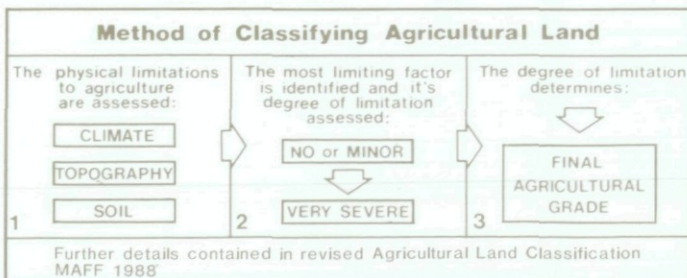 Method of Classifying Agricultural Land
The physical limitations
to agriculture
are assessed:
CLIMATE
TOPOGRAPHY
SOIL
1
The most limiting factor
is identified and it's
degree of limitation
assessed:
NO or MINOR
VERY SEVERE
2
The degree of limitation
determines:
FINAL
AGRICULTURAL
GRADE
3
Further details contained in revised Agricultural Land Classification
MAFF 1988